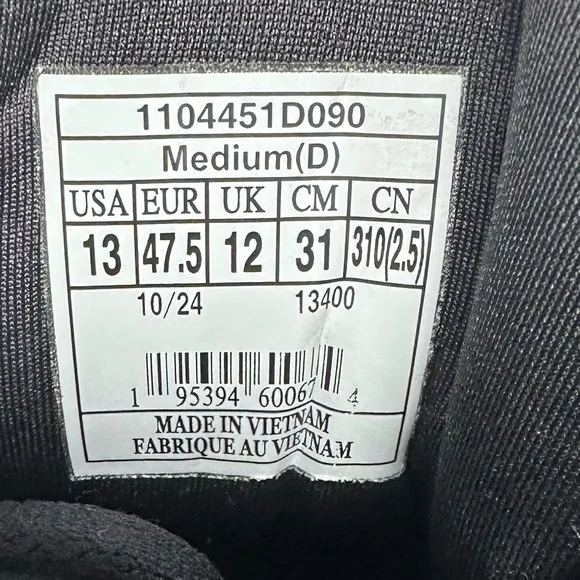 1104451D090
Medium(D)
USA EUR UK CM CN
13 47.5 12 31 310(2.5)
10/24 13400
1 95394 60067 4
MADE IN VIETNAM
FABRIQUE AU VIETNAM